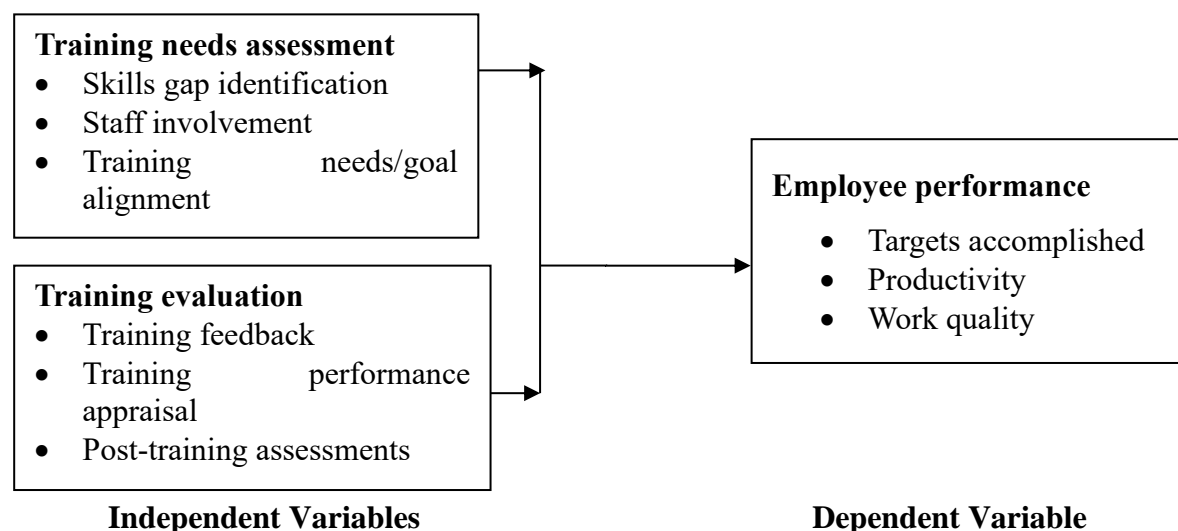 Training needs assessment
• Skills gap identification
• Staff involvement
• Training needs/goal
alignment
Training evaluation
• Training feedback
• Training performance
appraisal
• Post-training assessments
Independent Variables
Employee performance
• Targets accomplished
• Productivity
• Work quality
Dependent Variable